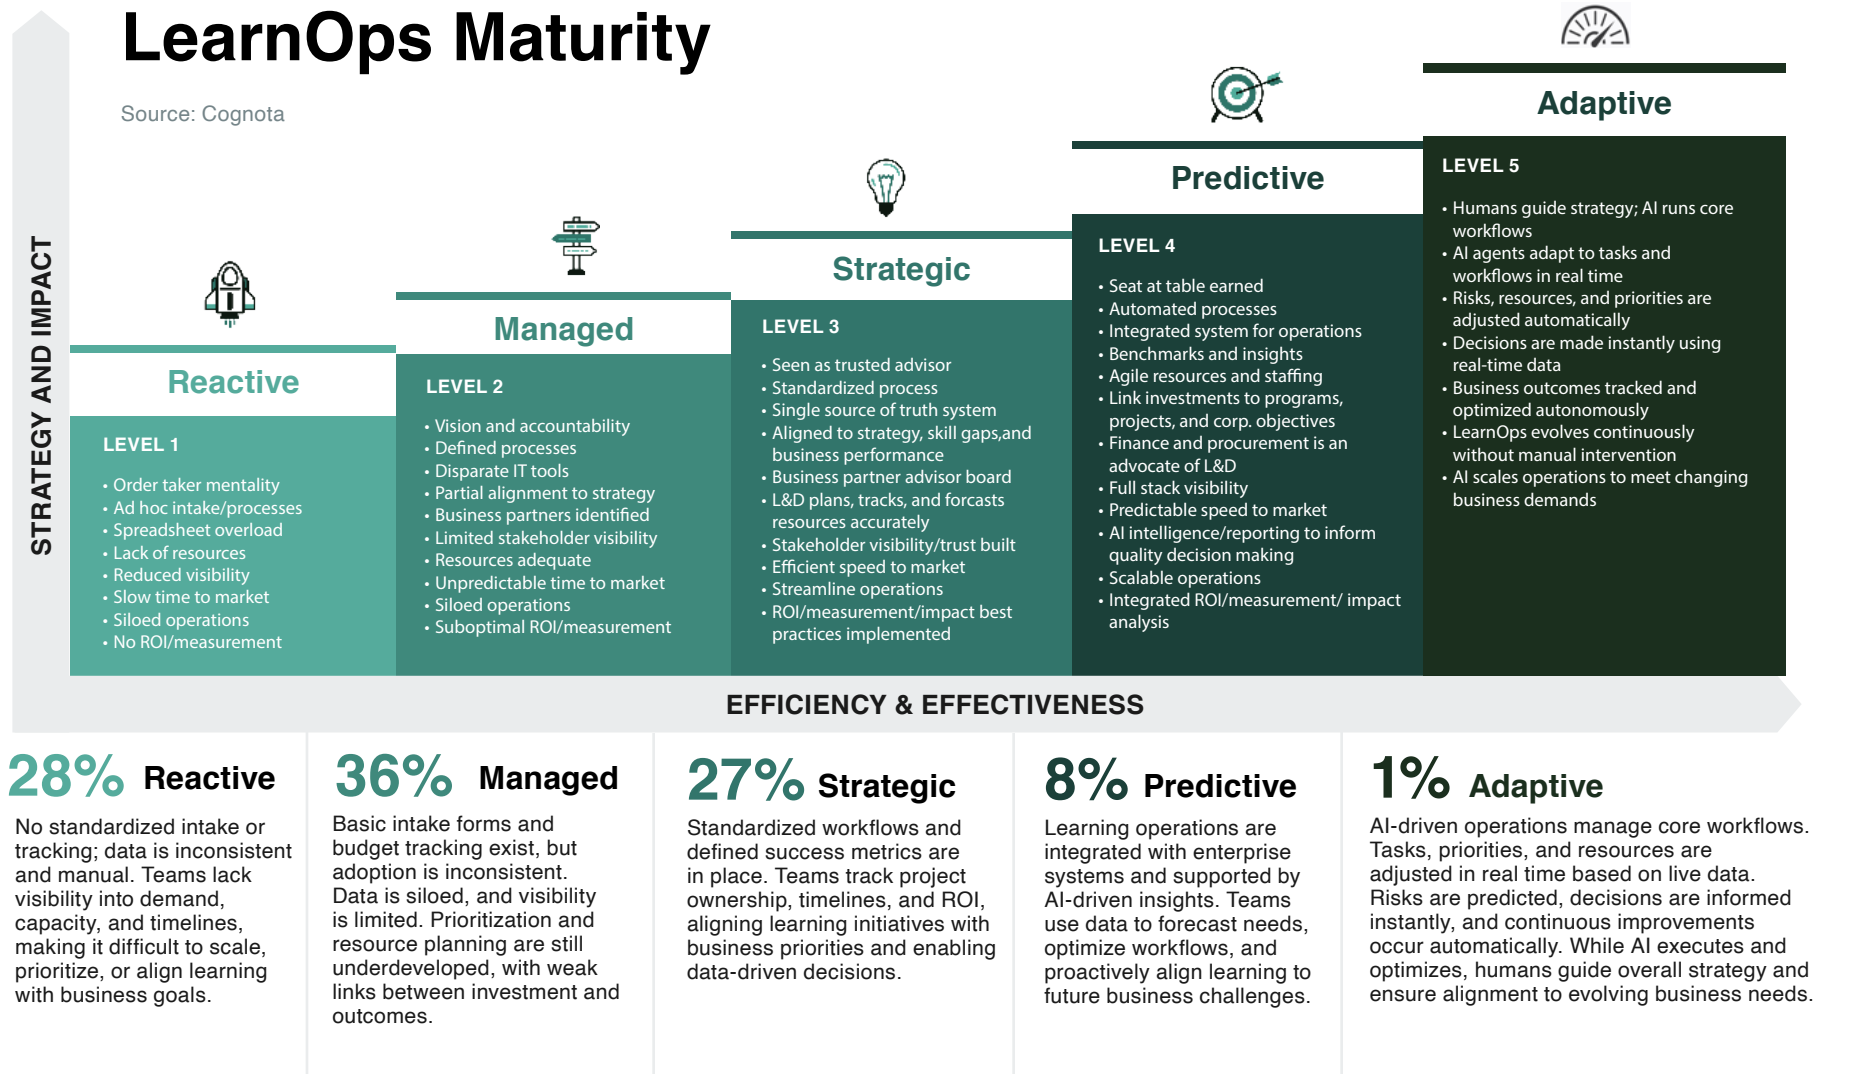 LearnOps Maturity
Source: Cognota
STRATEGY AND IMPACT
Reactive
LEVEL 1
• Order taker mentality
• Ad hoc intake/processes
• Spreadsheet overload
• Lack of resources
• Reduced visibility
• Slow time to market
• Siloed operations
• No ROI/measurement
Managed
LEVEL 2
• Vision and accountability
• Defined processes
• Disparate IT tools
• Partial alignment to strategy
• Business partners identified
• Limited stakeholder visibility
• Resources adequate
• Unpredictable time to market
• Siloed operations
• Suboptimal ROI/measurement
Strategic
LEVEL 3
• Seen as trusted advisor
• Standardized process
• Single source of truth system
• Aligned to strategy, skill gaps,and
business performance
• Business partner advisor board
• L&D plans, tracks, and forcasts
resources accurately
• Stakeholder visibility/trust built
• Efficient speed to market
• Streamline operations
• ROI/measurement/impact best
practices implemented
Predictive
LEVEL 4
• Seat at table earned
• Automated processes
• Integrated system for operations
• Benchmarks and insights
• Agile resources and staffing
• Link investments to programs,
projects, and corp. objectives
• Finance and procurement is an
advocate of L&D
• Full stack visibility
• Predictable speed to market
• AI intelligence/reporting to inform
quality decision making
• Scalable operations
• Integrated ROI/measurement/ impact
analysis
Adaptive
LEVEL 5
• Humans guide strategy; AI runs core
workflows
• AI agents adapt to tasks and
workflows in real time
• Risks, resources, and priorities are
adjusted automatically
• Decisions are made instantly using
real-time data
• Business outcomes tracked and
optimized autonomously
• LearnOps evolves continuously
without manual intervention
• AI scales operations to meet changing
business demands
EFFICIENCY & EFFECTIVENESS
28% Reactive
No standardized intake or
tracking; data is inconsistent
and manual. Teams lack
visibility into demand,
capacity, and timelines,
making it difficult to scale,
prioritize, or align learning
with business goals.
36% Managed
Basic intake forms and
budget tracking exist, but
adoption is inconsistent.
Data is siloed, and visibility
is limited. Prioritization and
resource planning are still
underdeveloped, with weak
links between investment and
outcomes.
27% Strategic
Standardized workflows and
defined success metrics are
in place. Teams track project
ownership, timelines, and ROI,
aligning learning initiatives with
business priorities and enabling
data-driven decisions.
8% Predictive
Learning operations are
integrated with enterprise
systems and supported by
AI-driven insights. Teams
use data to forecast needs,
optimize workflows, and
proactively align learning to
future business challenges.
1% Adaptive
AI-driven operations manage core workflows.
Tasks, priorities, and resources are
adjusted in real time based on live data.
Risks are predicted, decisions are informed
instantly, and continuous improvements
occur automatically. While AI executes and
optimizes, humans guide overall strategy and
ensure alignment to evolving business needs.